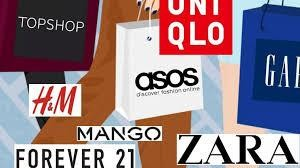 TOPSHOP
UNI
QLO
asos
discover fashion online
GAP
H&M
MANGO
FOREVER 21
ZARA